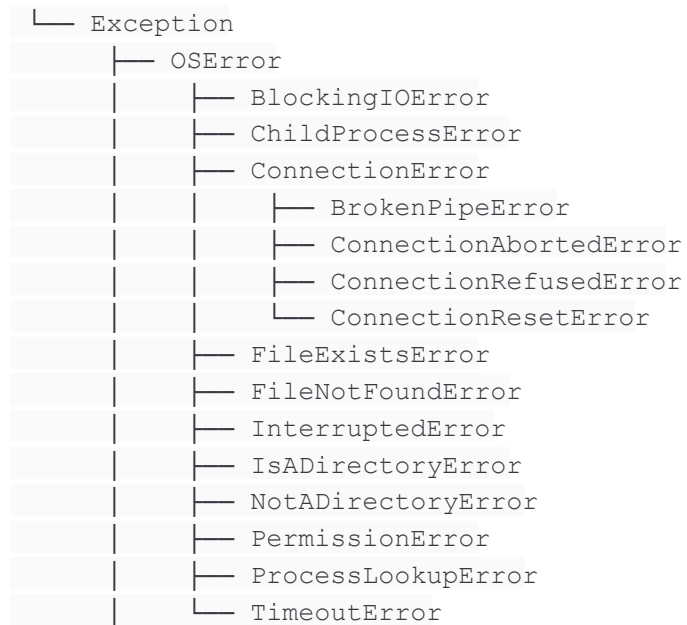 └── Exception
      ├── OSError
      │     ├── BlockingIOError
      │     ├── ChildProcessError
      │     ├── ConnectionError
      │     │     ├── BrokenPipeError
      │     │     ├── ConnectionAbortedError
      │     │     ├── ConnectionRefusedError
      │     │     └── ConnectionResetError
      │     ├── FileExistsError
      │     ├── FileNotFoundError
      │     ├── InterruptedError
      │     ├── IsADirectoryError
      │     ├── NotADirectoryError
      │     ├── PermissionError
      │     ├── ProcessLookupError
      │     └── TimeoutError